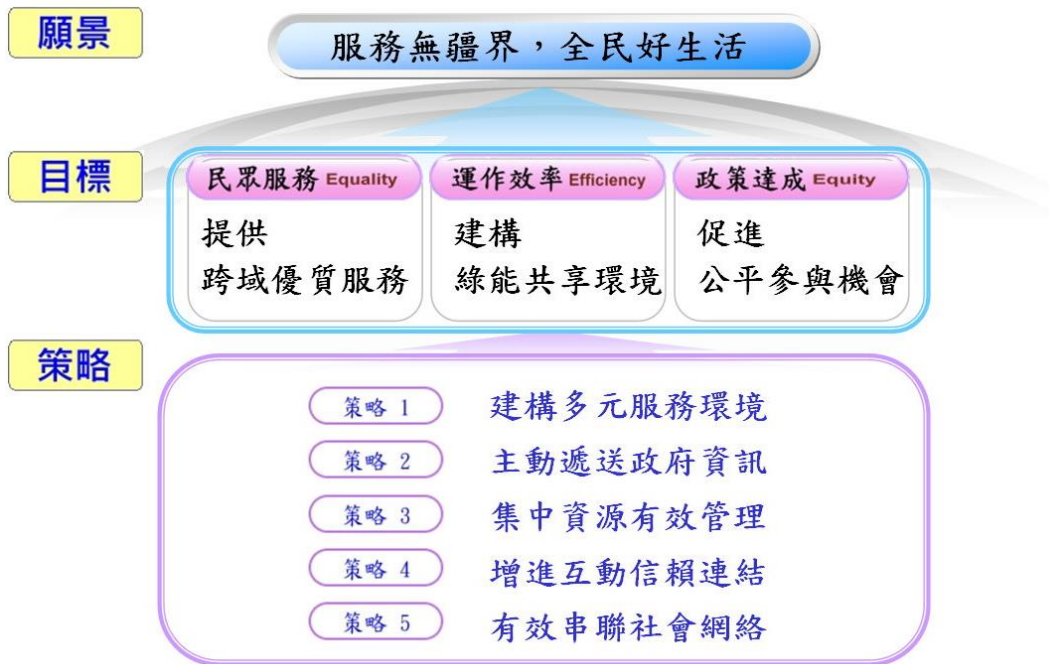 願景
服務無疆界，全民好生活
目標
民眾服務 Equality
提供
跨域優質服務
運作效率 Efficiency
建構
綠能共享環境
政策達成 Equity
促進
公平參與機會
策略
策略 1 建構多元服務環境
策略 2 主動遞送政府資訊
策略 3 集中資源有效管理
策略 4 增進互動信賴連結
策略 5 有效串聯社會網絡